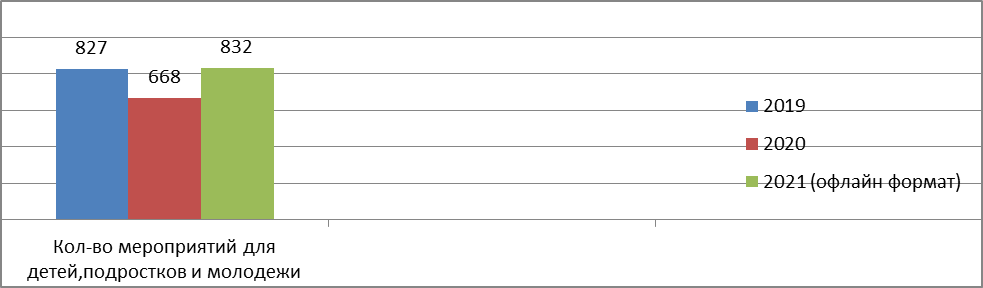 827
668
832
2019
2020
2021 (офлайн формат)
Кол-во мероприятий для
детей,подростков и молодежи